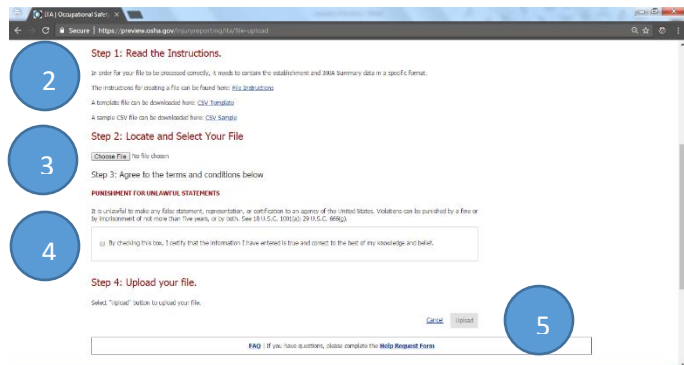 [ITA] Occupational Safety
Secure | https://preview.osha.gov/injuryreporting/ita/file-upload
Step 1: Read the Instructions.
2
In order for your file to be processed correctly, it needs to contain the establishment and 300A Summary data in a specific format.
The instructions for creating a file can be found here: File Instructions
A template file can be downloaded here: CSV Template
A sample CSV file can be downloaded here: CSV Sample
Step 2: Locate and Select Your File
3
Choose File No file chosen
Step 3: Agree to the terms and conditions below
PUNISHMENT FOR UNLAWFUL STATEMENTS
It is unlawful to make any false statement, representation, or certification to an agency of the United States. Violations can be punished by a fine or
by imprisonment of not more than five years, or by both. See 18 U.S.C. 1001(a); 29 U.S.C. 666(g).
4
By checking this box, I certify that the information I have entered is true and correct to the best of my knowledge and belief.
Step 4: Upload your file.
Select "Upload" button to upload your file.
Cancel Upload
5
FAQ | If you have questions, please complete the Help Request Form